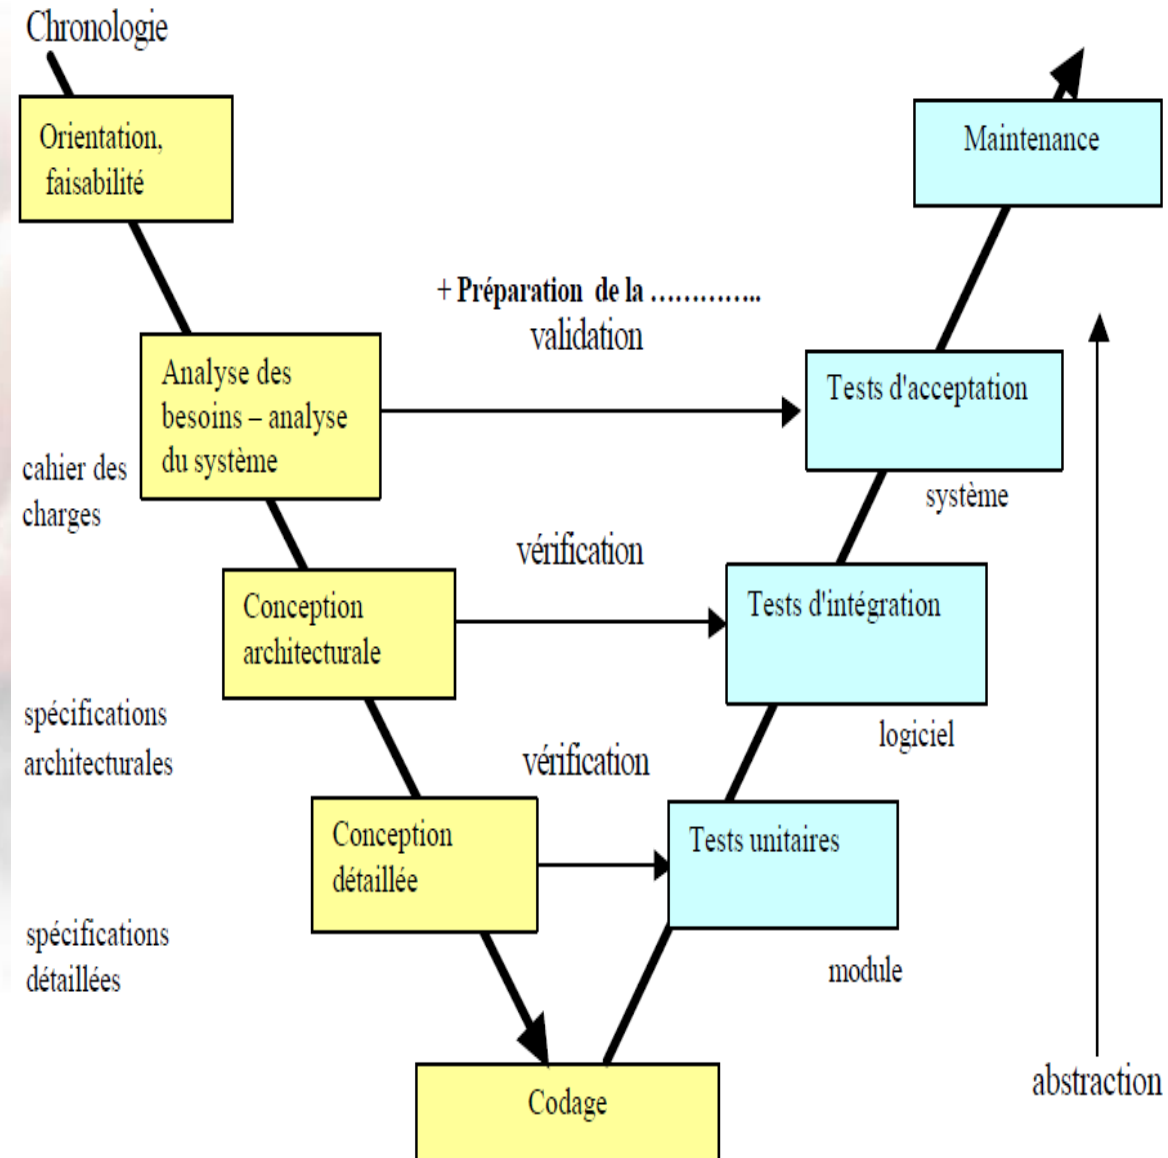 Chronologie
Orientation,
faisabilité
Maintenance
+ Préparation de la …………..
validation
Analyse des
besoins – analyse
du système
Tests d'acceptation
cahier des
charges
système
vérification
Conception
architecturale
Tests d'intégration
spécifications
architecturales
logiciel
vérification
Conception
détaillée
Tests unitaires
spécifications
détaillées
module
abstraction
Codage